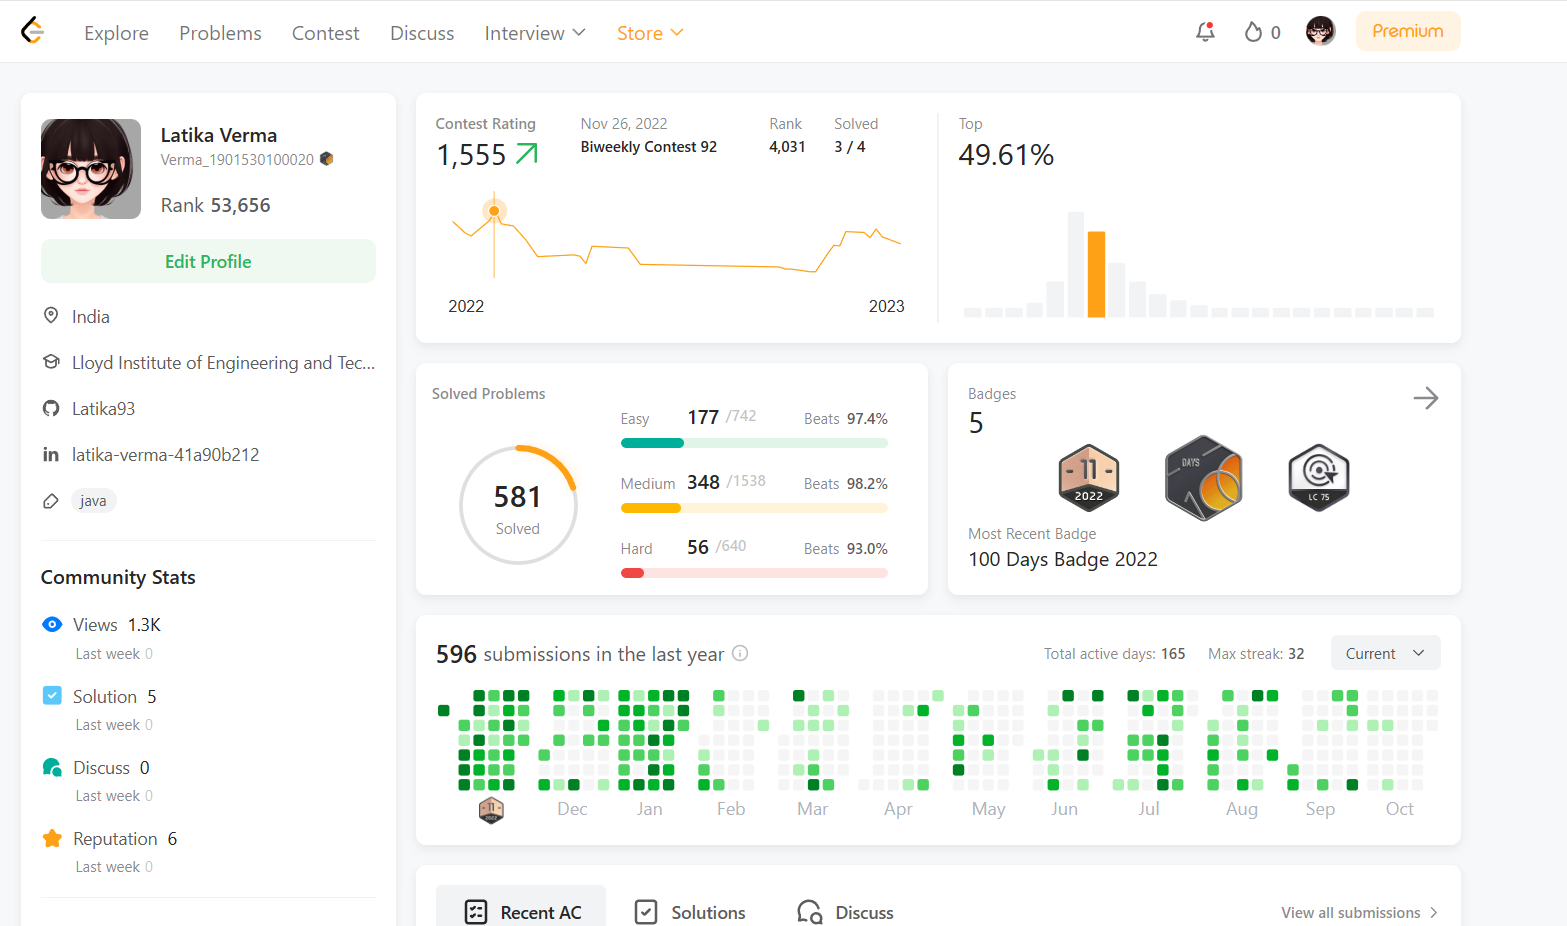 Explore Problems Contest Discuss Interview Store 0 Premium
Latika Verma
Verma_1901530100020
Rank 53,656
Edit Profile
India
Lloyd Institute of Engineering and Tec...
Latika93
latika-verma-41a90b212
java
Community Stats
Views 1.3K
Last week 0
Solution 5
Last week 0
Discuss 0
Last week 0
Reputation 6
Last week 0
Contest Rating
1,555
Nov 26, 2022
Biweekly Contest 92
Rank
4,031
Solved
3 / 4
2022 2023
Top
49.61%
Solved Problems
581
Solved
Easy 177 /742 Beats 97.4%
Medium 348 /1538 Beats 98.2%
Hard 56 /640 Beats 93.0%
Badges
5
11
2022
DAYS
LC 75
Most Recent Badge
100 Days Badge 2022
596 submissions in the last year
Total active days: 165 Max streak: 32 Current
11
2022
Dec Jan Feb Mar Apr May Jun Jul Aug Sep Oct
Recent AC Solutions Discuss View all submissions